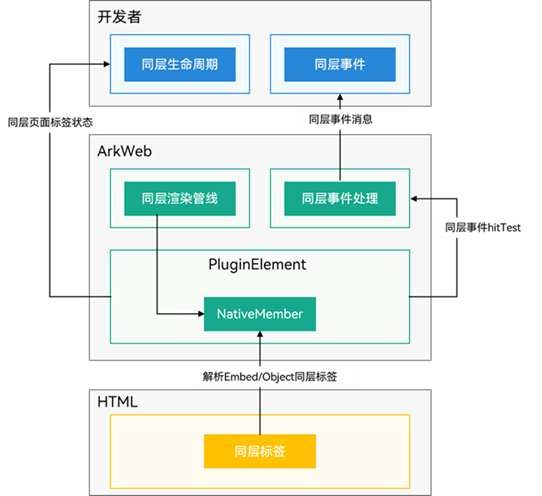 开发者
同层生命周期
同层事件
同层页面标签状态
同层事件消息
ArkWeb
同层渲染管线
同层事件处理
同层事件hitTest
PluginElement
NativeMember
解析Embed/Object同层标签
HTML
同层标签